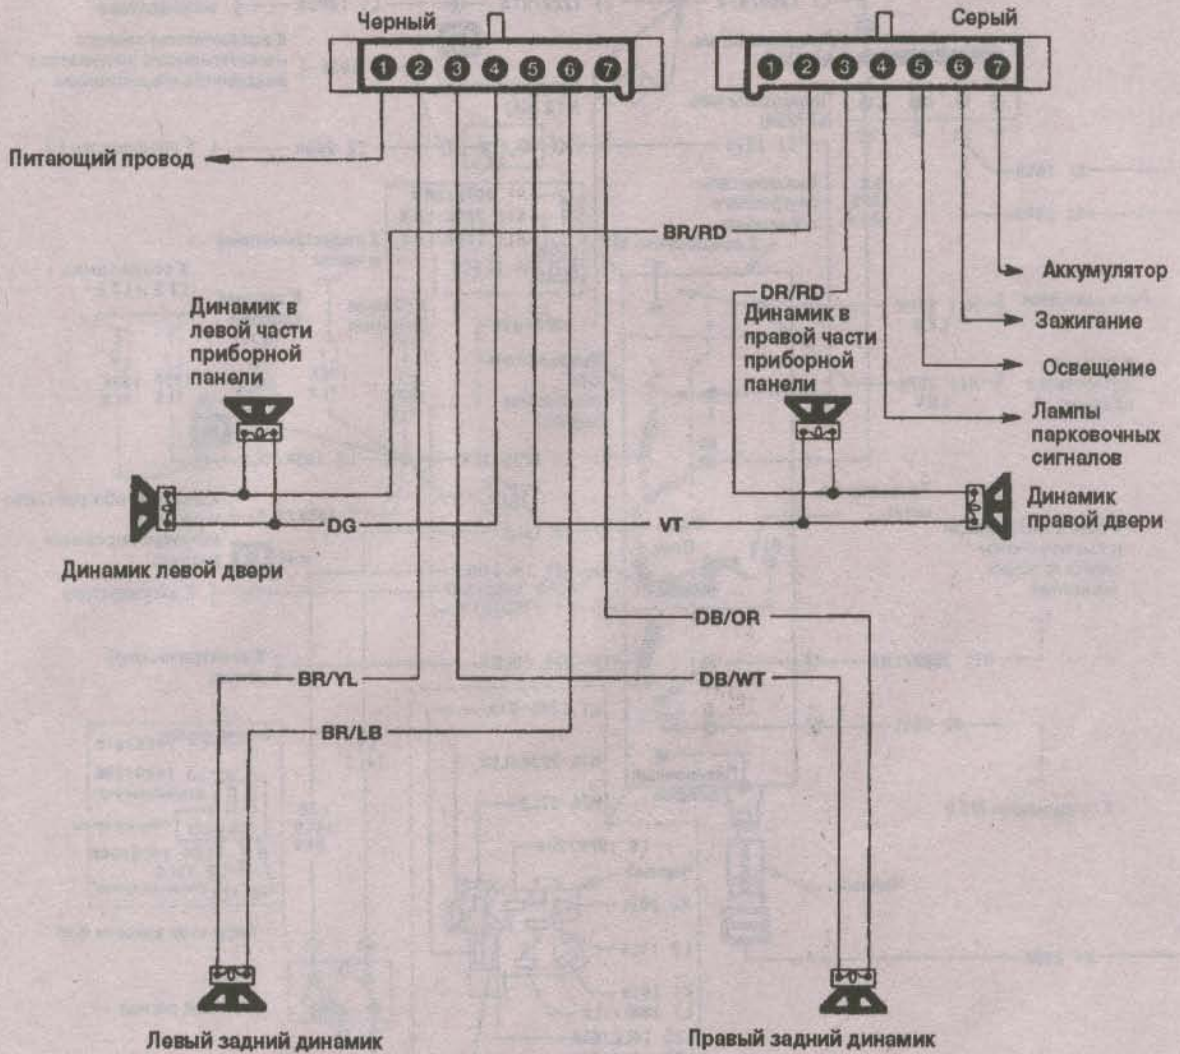 Черный
Серый
1 2 3 4 5 6 7
1 2 3 4 5 6 7
Питающий провод
BR/RD
Аккумулятор
DR/RD
Зажигание
Динамик в
левой части
приборной
панели
Динамик в
правой части
приборной
панели
Освещение
Лампы
парковочных
сигналов
Динамик
правой двери
DG
VT
Динамик левой двери
DB/OR
BR/YL
DB/WT
BR/LB
Левый задний динамик
Правый задний динамик